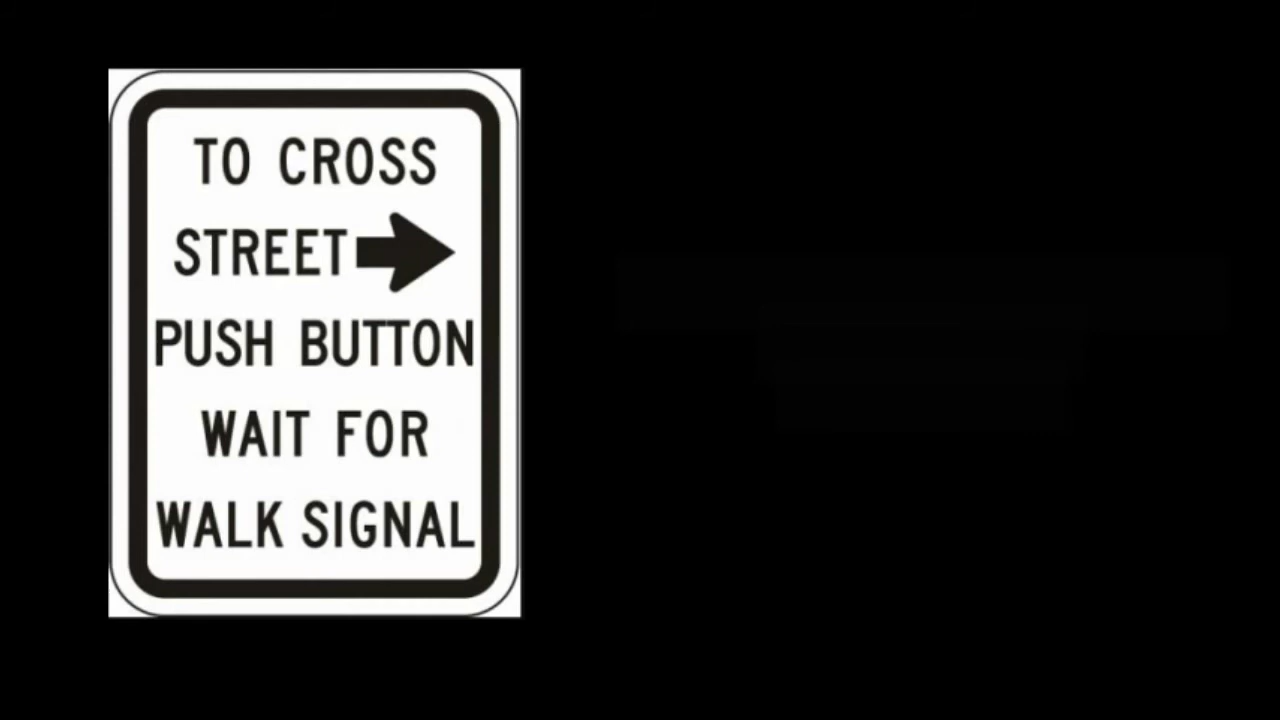 TO CROSS
STREET
PUSH BUTTON
WAIT FOR
WALK SIGNAL